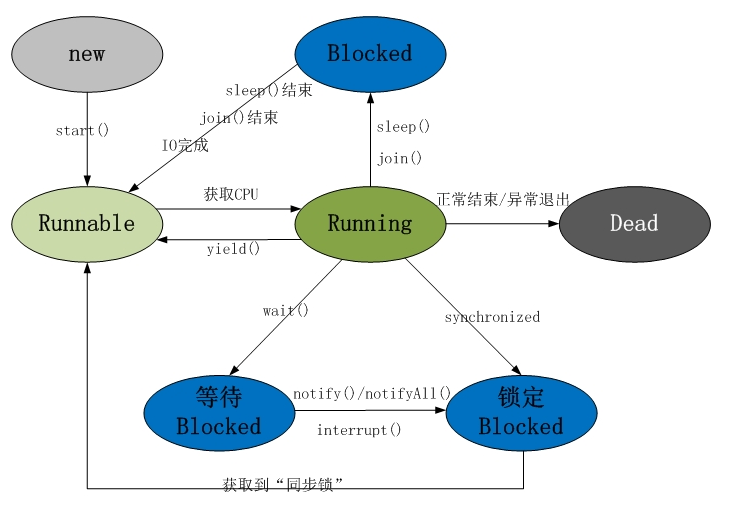 new
Blocked
sleep()结束
join()结束
IO完成
start()
sleep()
join()
获取CPU
正常结束/异常退出
Runnable
Running
Dead
yield()
wait()
synchronized
等待
Blocked
notify()/notifyAll()
interrupt()
锁定
Blocked
获取到“同步锁”